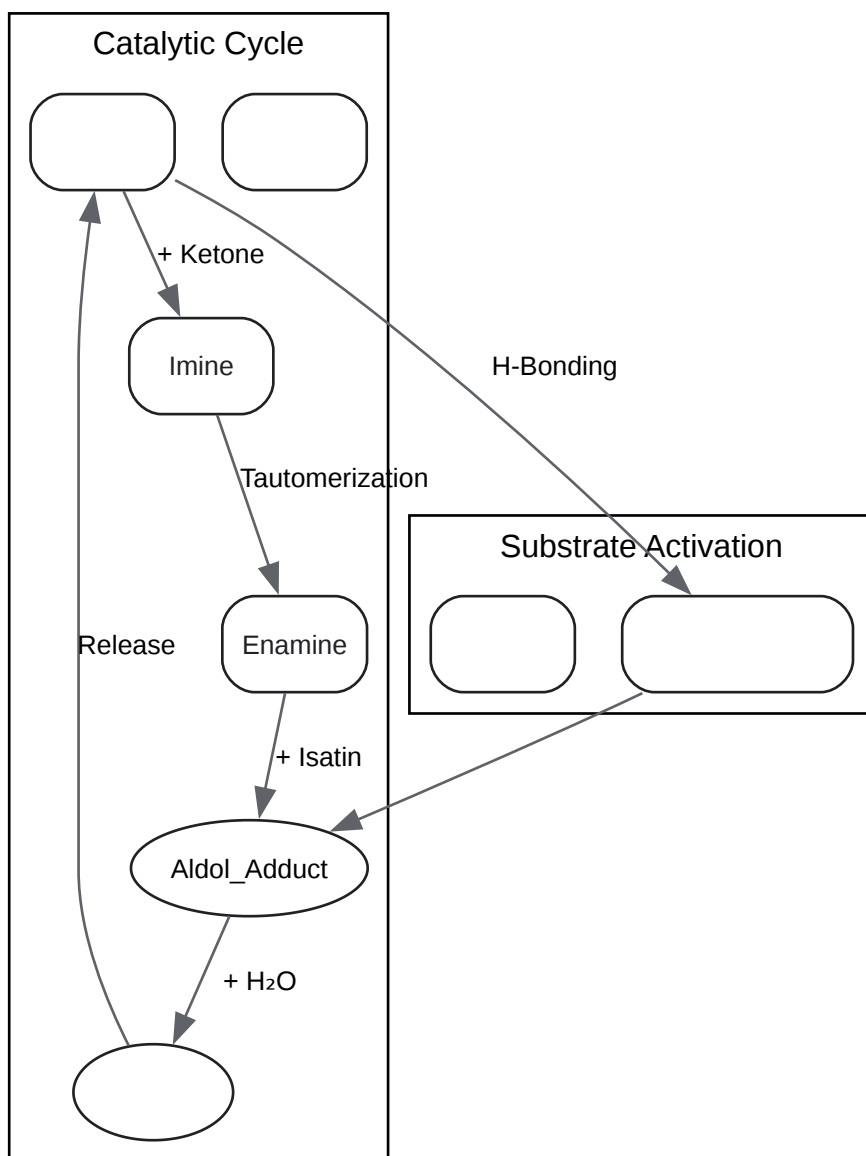 Catalytic Cycle
+ Ketone
Imine
H-Bonding
Tautomerization
Substrate Activation
Release
Enamine
+ Isatin
Aldol_Adduct
+ H₂O